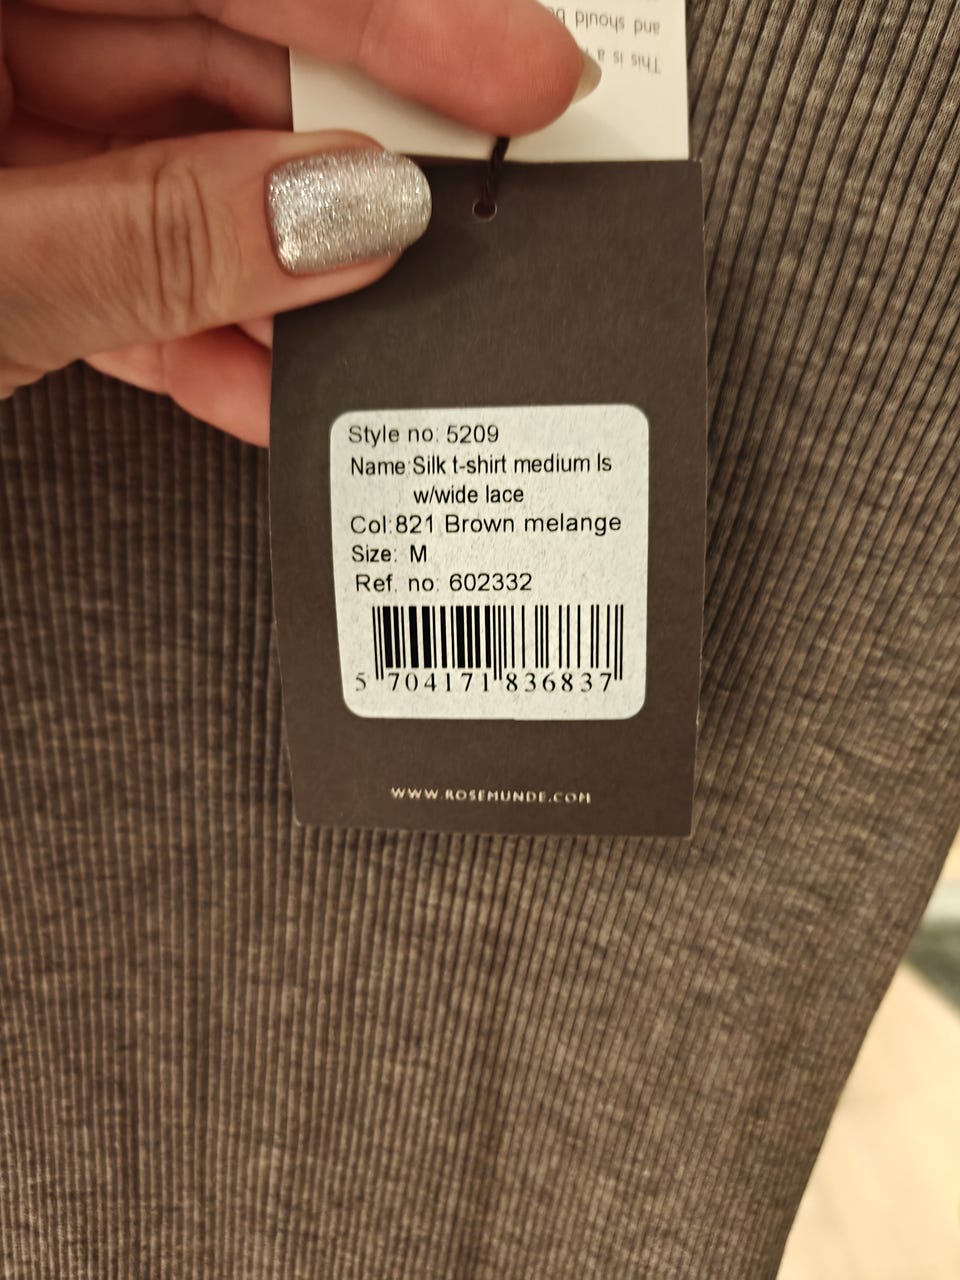 and should
This is a
Style no: 5209
Name:Silk t-shirt medium ls
w/wide lace
Col:821 Brown melange
Size: M
Ref. no: 602332
5 704171 836837
WWW.ROSEMUNDE.COM